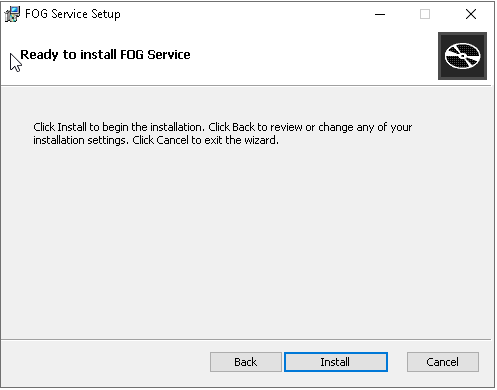 FOG Service Setup
Ready to install FOG Service
Click Install to begin the installation. Click Back to review or change any of your
installation settings. Click Cancel to exit the wizard.
Back
Install
Cancel